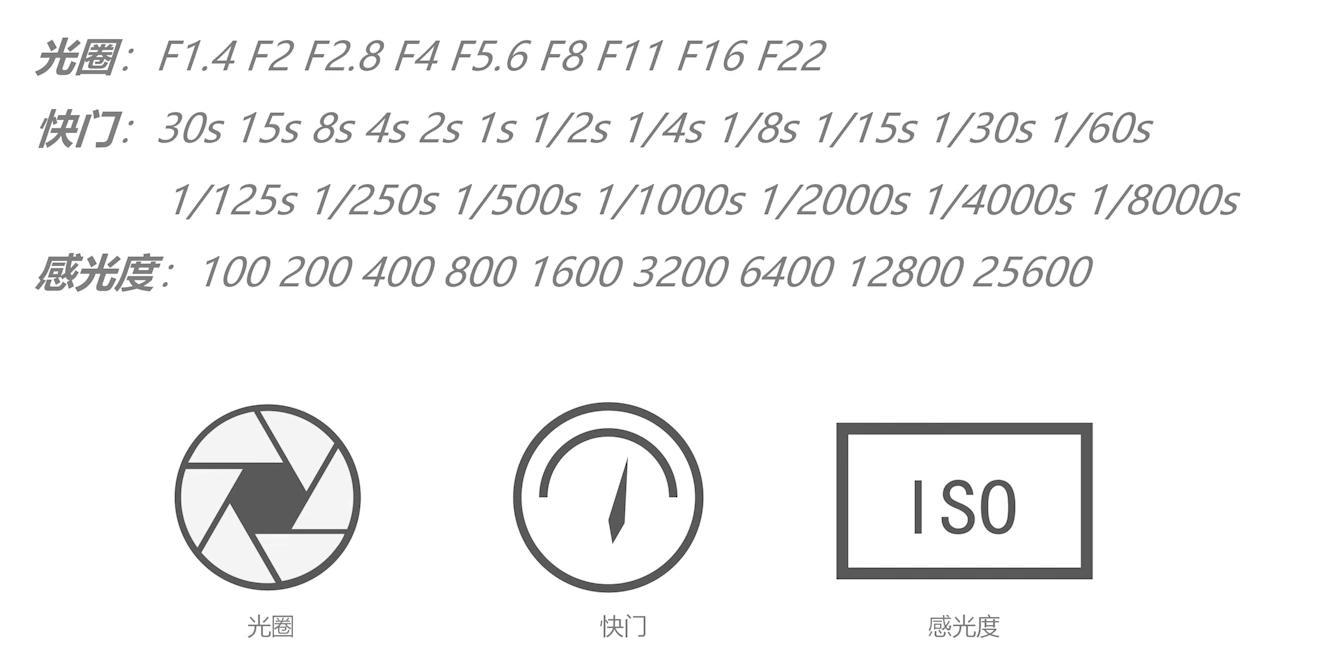 光圈：F1.4 F2 F2.8 F4 F5.6 F8 F11 F16 F22
快门：30s 15s 8s 4s 2s 1s 1/2s 1/4s 1/8s 1/15s 1/30s 1/60s
1/125s 1/250s 1/500s 1/1000s 1/2000s 1/4000s 1/8000s
感光度：100 200 400 800 1600 3200 6400 12800 25600
ISO
光圈 快门 感光度